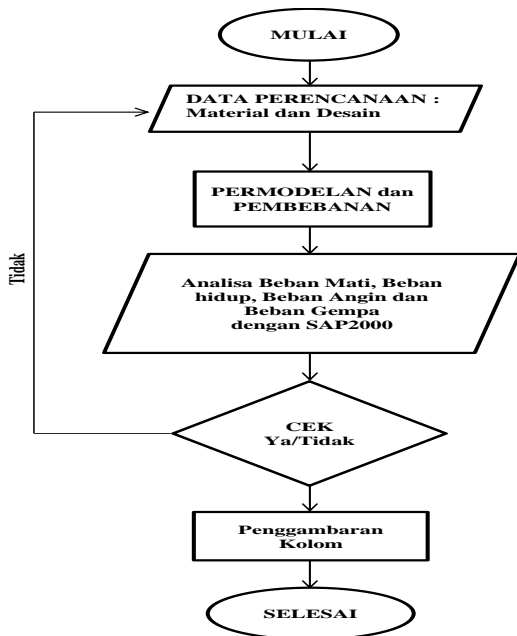 MULAI
DATA PERENCANAAN :
Material dan Desain
PERMODELAN dan
PEMBEBANAN
Tidak
Analisa Beban Mati, Beban
hidup, Beban Angin dan
Beban Gempa
dengan SAP2000
CEK
Ya/Tidak
Penggambaran
Kolom
SELESAI